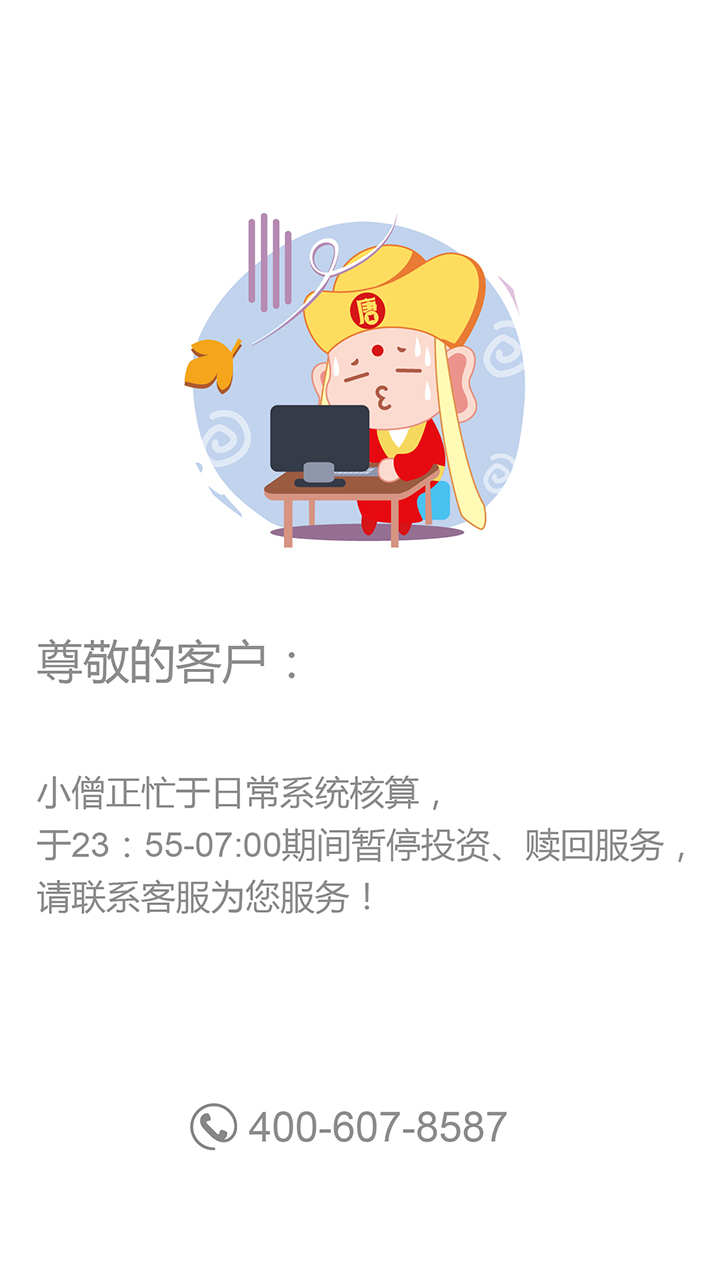 唐
尊敬的客户：
小僧正忙于日常系统核算，
于23：55-07:00期间暂停投资、赎回服务，
请联系客服为您服务！
400-607-8587